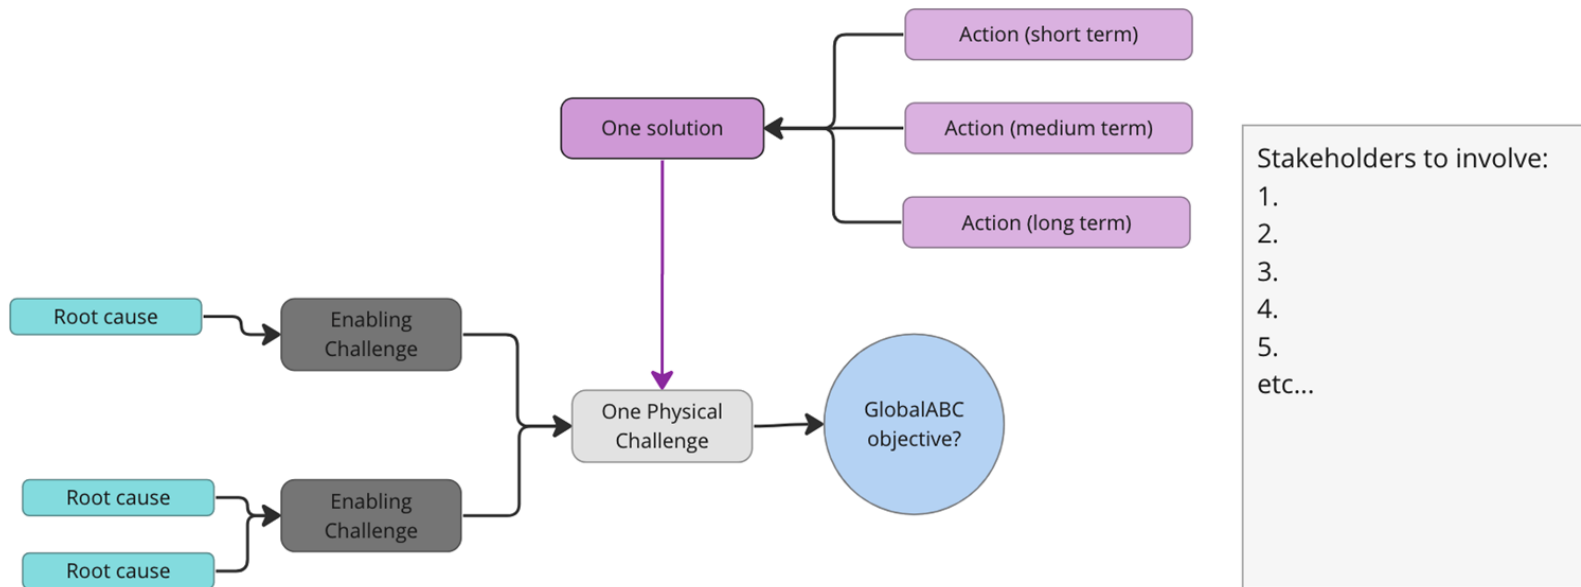 Action (short term)
One solution
Action (medium term)
Action (long term)
Stakeholders to involve:
1.
2.
3.
4.
5.
etc...
Root cause
Enabling
Challenge
One Physical
Challenge
GlobalABC
objective?
Root cause
Enabling
Challenge
Root cause